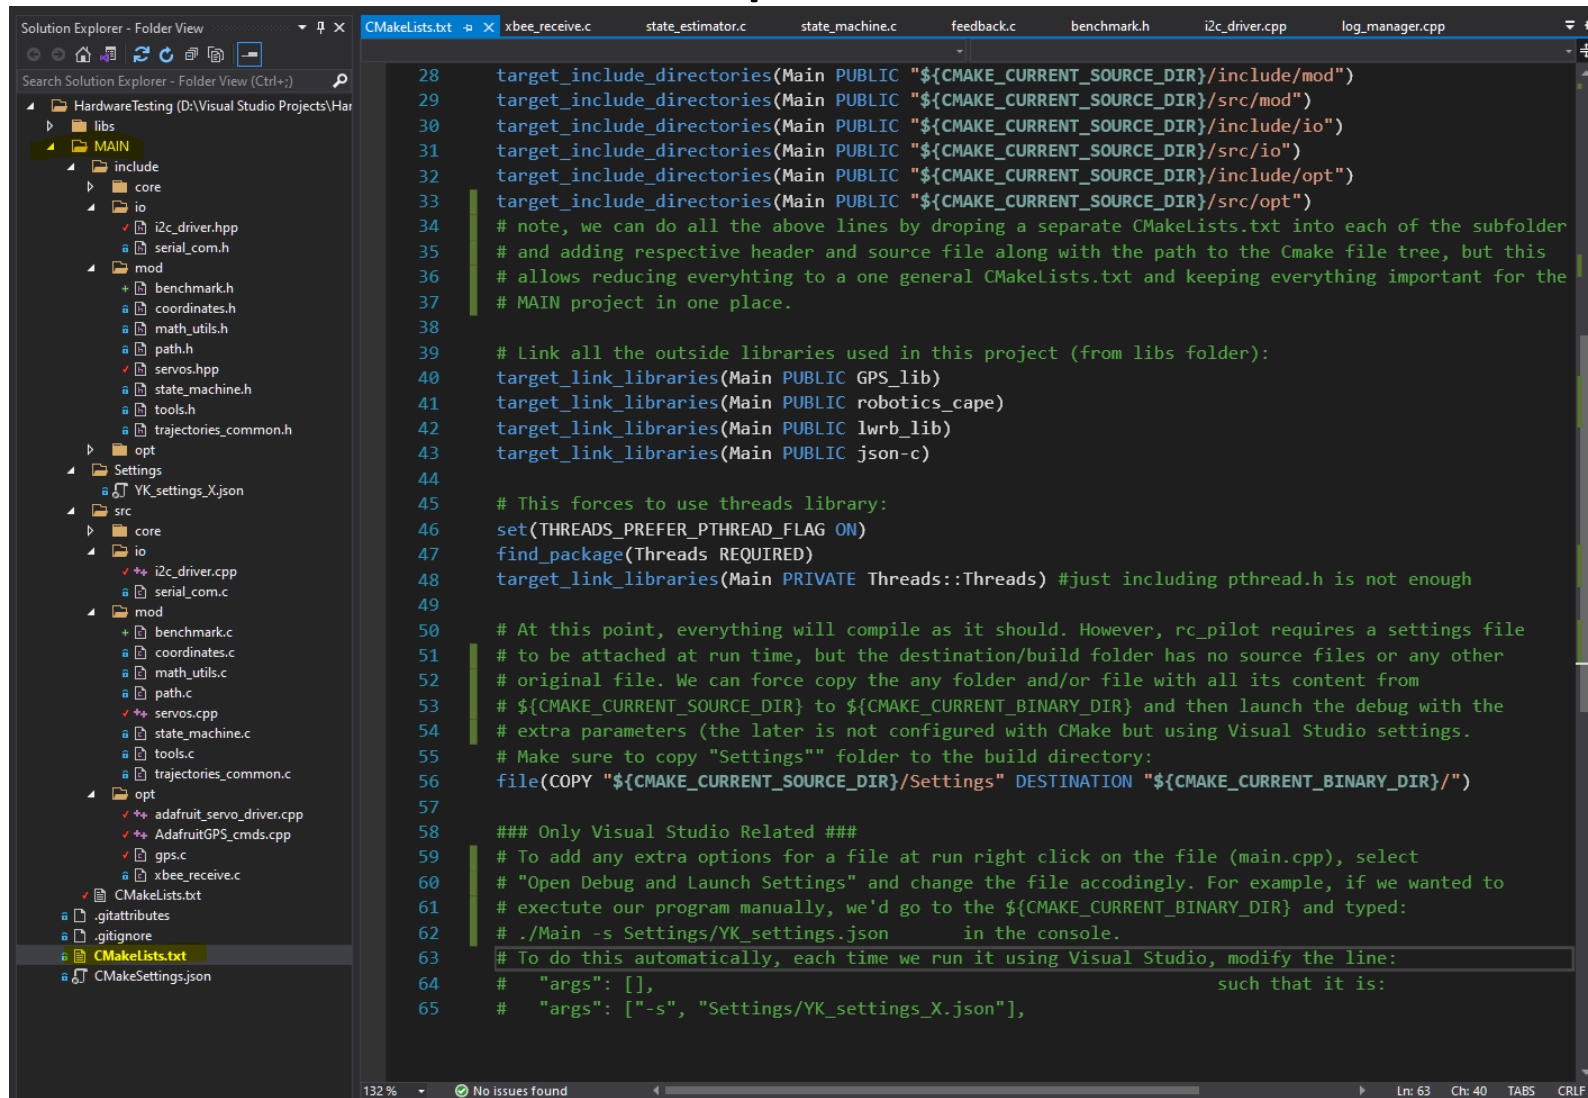 Solution Explorer - Folder View
Search Solution Explorer - Folder View (Ctrl+;)
HardwareTesting (D:\Visual Studio Projects\Har
libs
MAIN
include
core
io
i2c_driver.hpp
serial_com.h
mod
benchmark.h
coordinates.h
math_utils.h
path.h
servos.hpp
state_machine.h
tools.h
trajectories_common.h
opt
Settings
YK_settings_X.json
src
core
io
i2c_driver.cpp
serial_com.c
mod
benchmark.c
coordinates.c
math_utils.c
path.c
servos.cpp
state_machine.c
tools.c
trajectories_common.c
opt
adafruit_servo_driver.cpp
AdafruitGPS_cmds.cpp
gps.c
xbee_receive.c
CMakeLists.txt
.gitattributes
.gitignore
CMakeLists.txt
CMakeSettings.json
CMakeLists.txt xbee_receive.c state_estimator.c state_machine.c feedback.c benchmark.h i2c_driver.cpp log_manager.cpp
28 target_include_directories(Main PUBLIC "${CMAKE_CURRENT_SOURCE_DIR}/include/mod")
29 target_include_directories(Main PUBLIC "${CMAKE_CURRENT_SOURCE_DIR}/src/mod")
30 target_include_directories(Main PUBLIC "${CMAKE_CURRENT_SOURCE_DIR}/include/io")
31 target_include_directories(Main PUBLIC "${CMAKE_CURRENT_SOURCE_DIR}/src/io")
32 target_include_directories(Main PUBLIC "${CMAKE_CURRENT_SOURCE_DIR}/include/opt")
33 target_include_directories(Main PUBLIC "${CMAKE_CURRENT_SOURCE_DIR}/src/opt")
34 # note, we can do all the above lines by droping a separate CMakeLists.txt into each of the subfolder
35 # and adding respective header and source file along with the path to the Cmake file tree, but this
36 # allows reducing everyhting to a one general CMakeLists.txt and keeping everything important for the
37 # MAIN project in one place.
38
39 # Link all the outside libraries used in this project (from libs folder):
40 target_link_libraries(Main PUBLIC GPS_lib)
41 target_link_libraries(Main PUBLIC robotics_cape)
42 target_link_libraries(Main PUBLIC lwrb_lib)
43 target_link_libraries(Main PUBLIC json-c)
44
45 # This forces to use threads library:
46 set(THREADS_PREFER_PTHREAD_FLAG ON)
47 find_package(Threads REQUIRED)
48 target_link_libraries(Main PRIVATE Threads::Threads) #just including pthread.h is not enough
49
50 # At this point, everything will compile as it should. However, rc_pilot requires a settings file
51 # to be attached at run time, but the destination/build folder has no source files or any other
52 # original file. We can force copy the any folder and/or file with all its content from
53 # ${CMAKE_CURRENT_SOURCE_DIR} to ${CMAKE_CURRENT_BINARY_DIR} and then launch the debug with the
54 # extra parameters (the later is not configured with CMake but using Visual Studio settings.
55 # Make sure to copy "Settings"" folder to the build directory:
56 file(COPY "${CMAKE_CURRENT_SOURCE_DIR}/Settings" DESTINATION "${CMAKE_CURRENT_BINARY_DIR}/")
57
58 ### Only Visual Studio Related ###
59 # To add any extra options for a file at run right click on the file (main.cpp), select
60 # "Open Debug and Launch Settings" and change the file accodingly. For example, if we wanted to
61 # exectute our program manually, we'd go to the ${CMAKE_CURRENT_BINARY_DIR} and typed:
62 # ./Main -s Settings/YK_settings.json in the console.
63 # To do this automatically, each time we run it using Visual Studio, modify the line:
64 # "args": [], such that it is:
65 # "args": ["-s", "Settings/YK_settings_X.json"],
132 % No issues found Ln: 63 Ch: 40 TABS CRLF